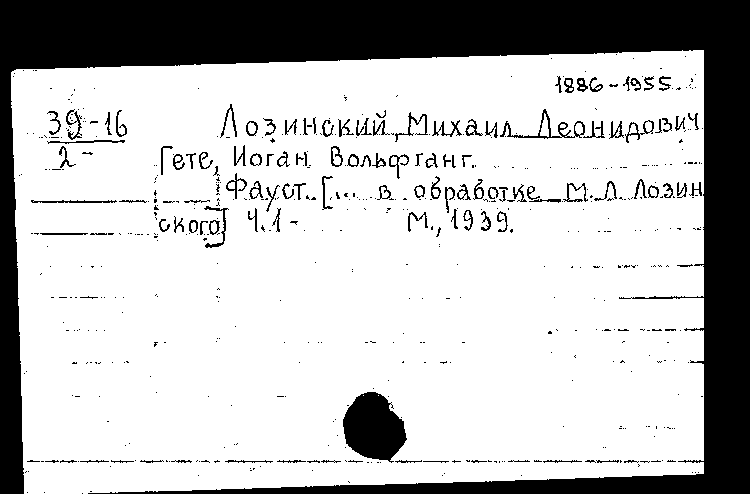 1886-1955.
39-16 Лозинский, Михаил Леонидович
2- Гете, Иоган Вольфганг.
Фауст. [... в обработке М.Л Лозин
ского] Ч.1- М., 1939.